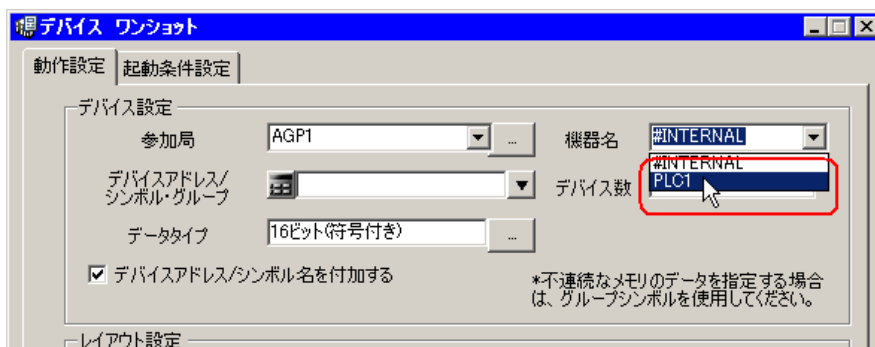 デバイス ワンショット
動作設定 起動条件設定
デバイス設定
参加局 AGP1 ... 機器名 #INTERNAL
#INTERNAL
デバイスアドレス/
シンボル・グループ
デバイス数 PLC1
データタイプ 16ビット(符号付き) ...
デバイスアドレス/シンボル名を付加する
*不連続なメモリのデータを指定する場合
は、グループシンボルを使用してください。
レイアウト設定